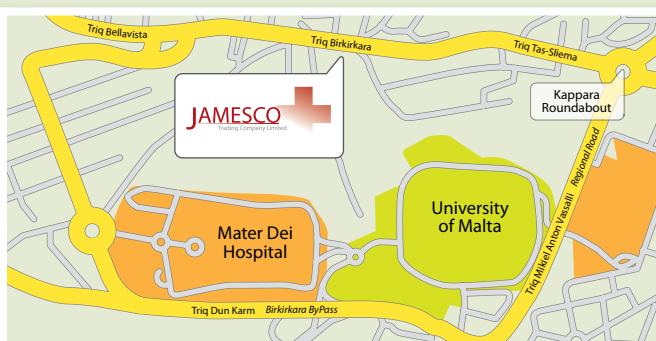 Triq Bellavista
Triq Birkirkara
Triq Tas-Sliema
Kappara
Roundabout
JAMESCO
Trading Company Limited
Mater Dei
Hospital
University
of Malta
Triq Mikiel Anton Vassalli Regional Road
Triq Dun Karm Birkirkara ByPass